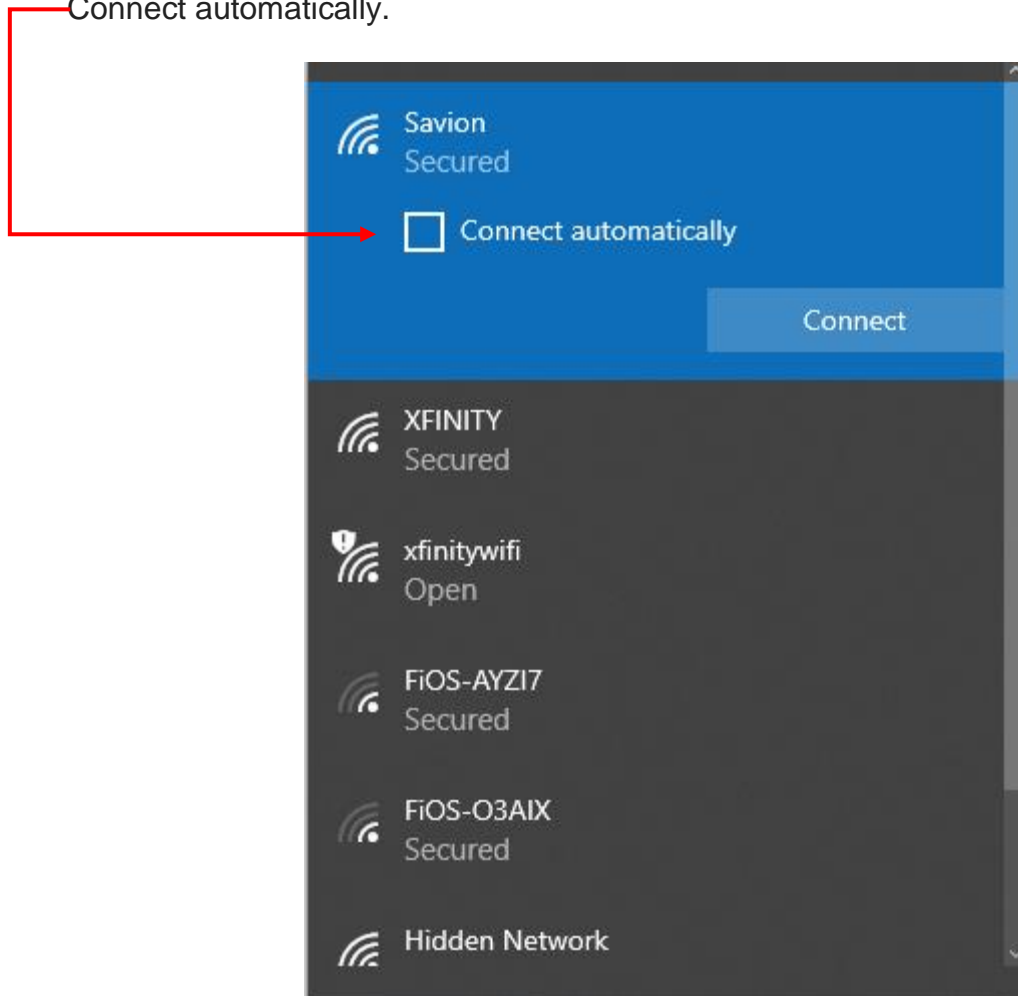 Connect automatically.
Savion
Secured
Connect automatically
Connect
XFINITY
Secured
xfinitywifi
Open
FiOS-AYZI7
Secured
FiOS-O3AIX
Secured
Hidden Network